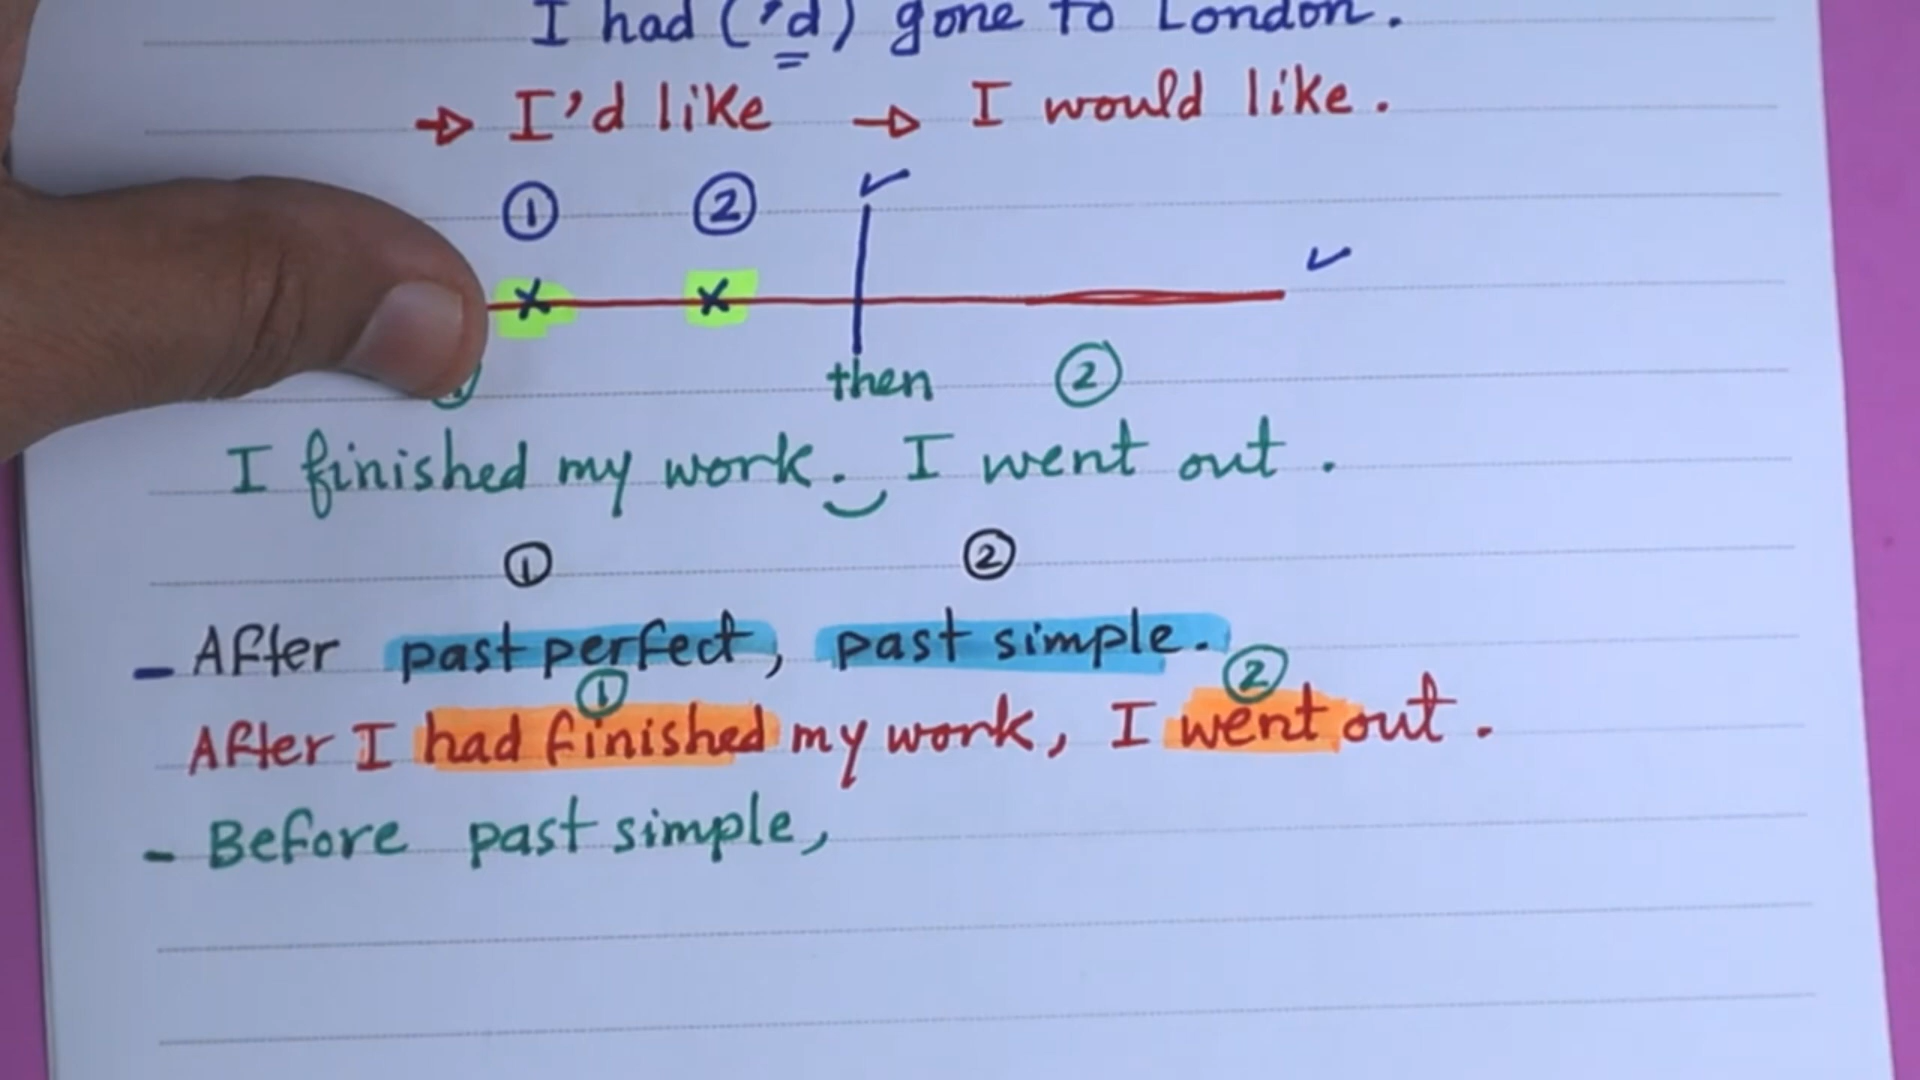 I had ('d) gone to London.
→ I'd like → I would like.
① ②
then ②
I finished my work. I went out.
① ②
- After past perfect, past simple.
① ②
After I had finished my work, I went out.
- Before past simple,